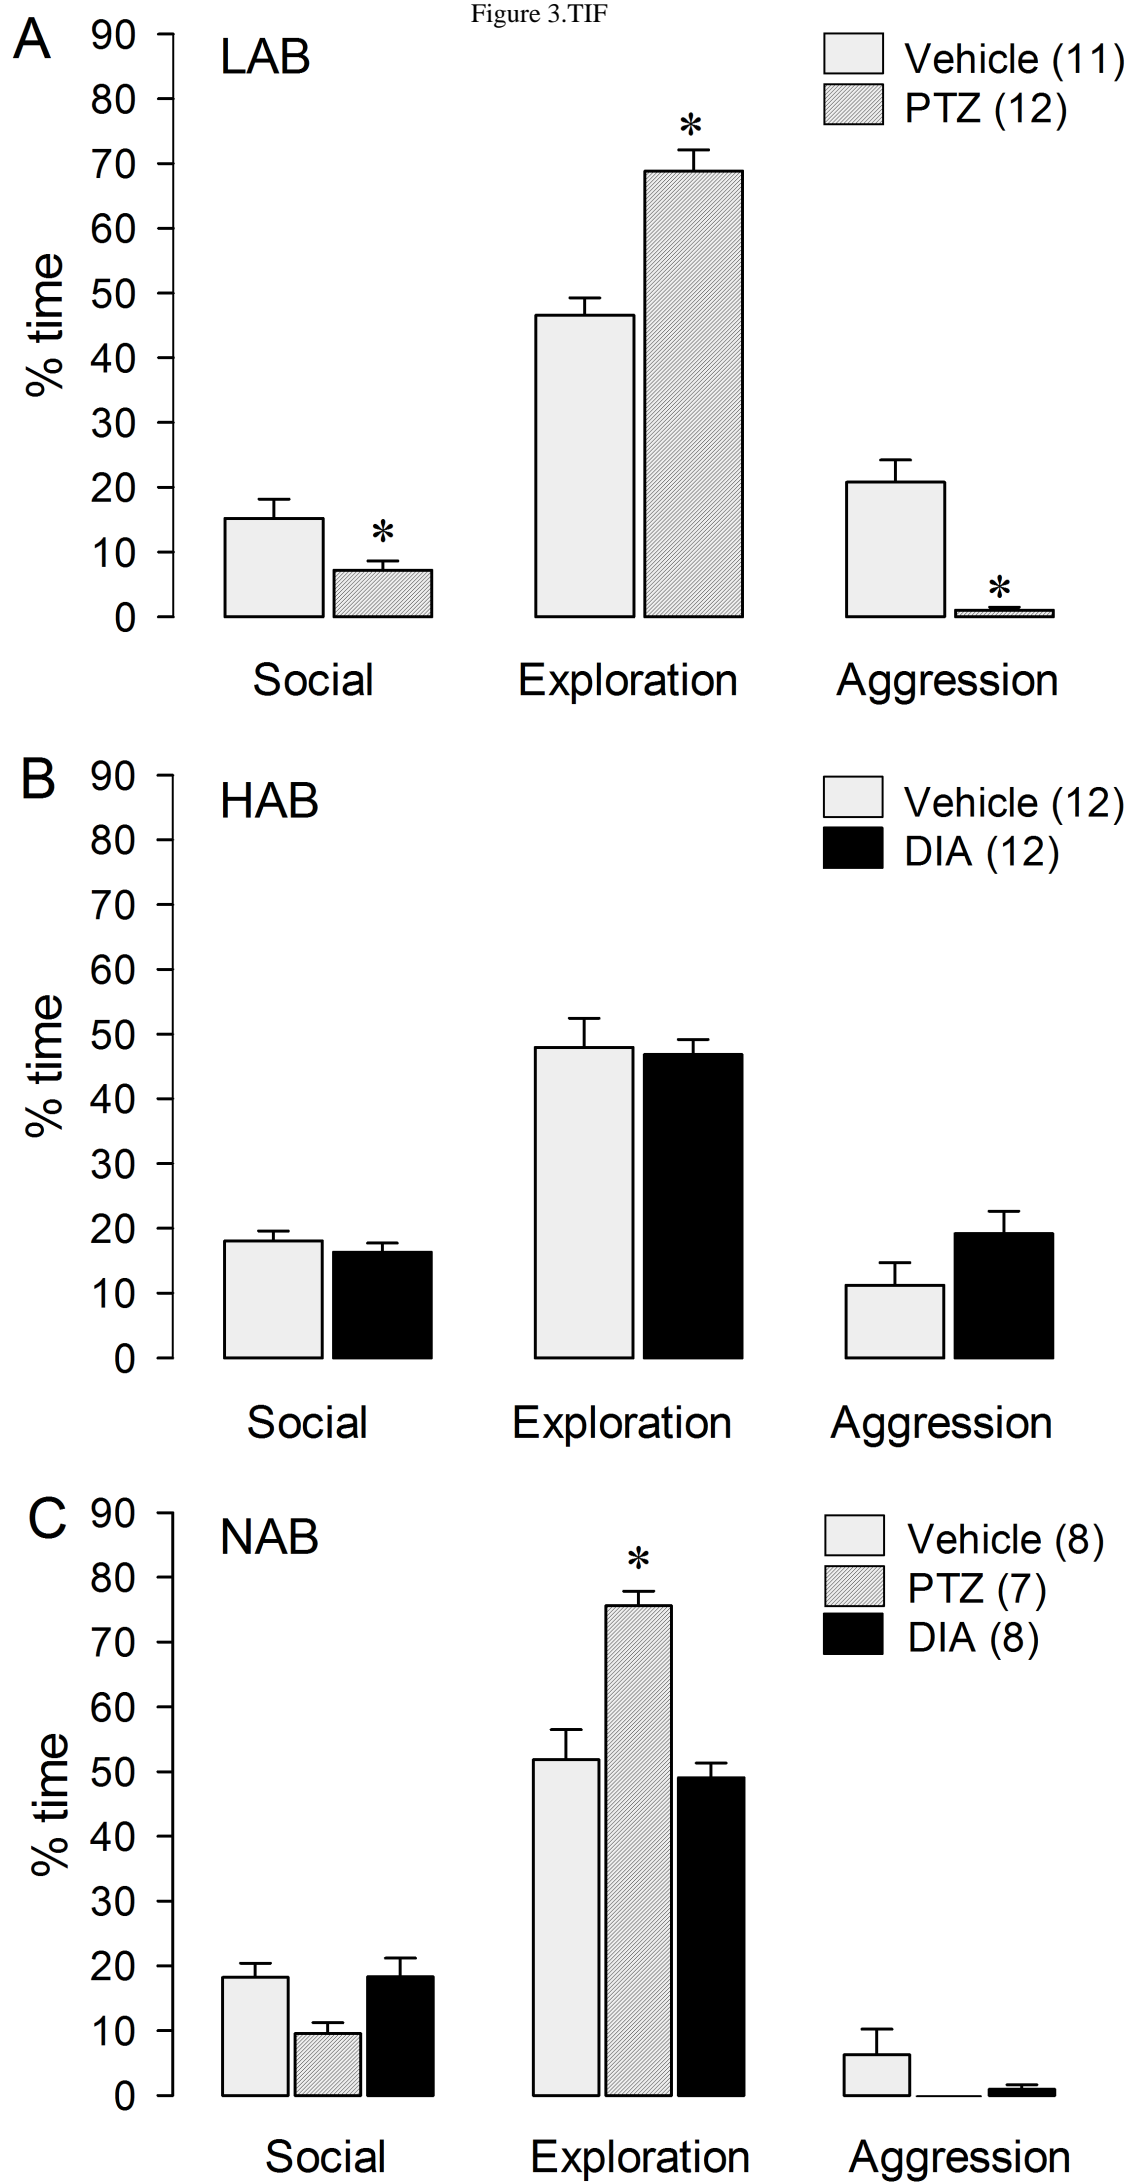 Figure 3.TIF
A
LAB
Vehicle (11)
PTZ (12)
90
80
70
60
50
40
30
20
10
0
% time
*
*
*
Social
Exploration
Aggression
B
HAB
Vehicle (12)
DIA (12)
90
80
70
60
50
40
30
20
10
0
% time
Social
Exploration
Aggression
C
NAB
Vehicle (8)
PTZ (7)
DIA (8)
90
80
70
60
50
40
30
20
10
0
% time
*
Social
Exploration
Aggression